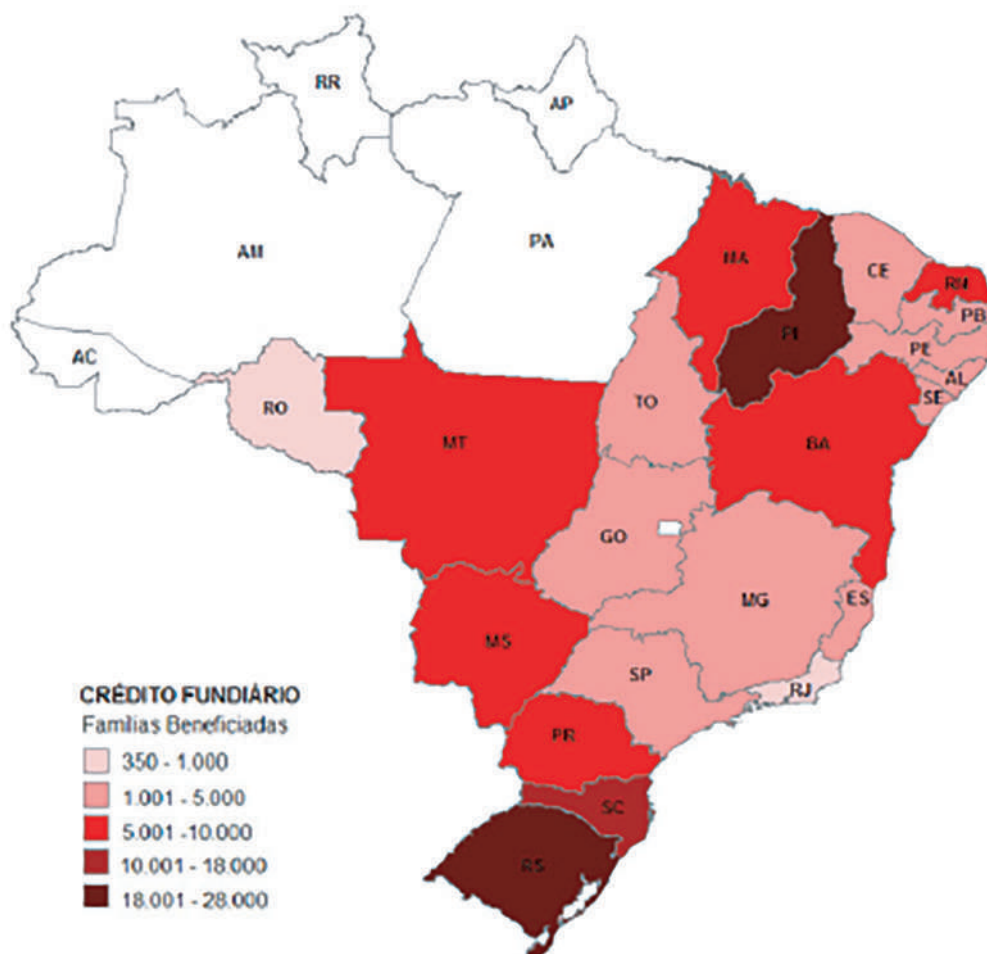 RR
AP
AM
PA
MA
CE
RN
PB
PI
PE
AC
AL
SE
RO
TO
MT
BA
GO
MG
ES
MS
SP
RJ
PR
SC
RS
CRÉDITO FUNDIÁRIO
Famílias Beneficiadas
350 - 1.000
1.001 - 5.000
5.001 -10.000
10.001 - 18.000
18.001 - 28.000